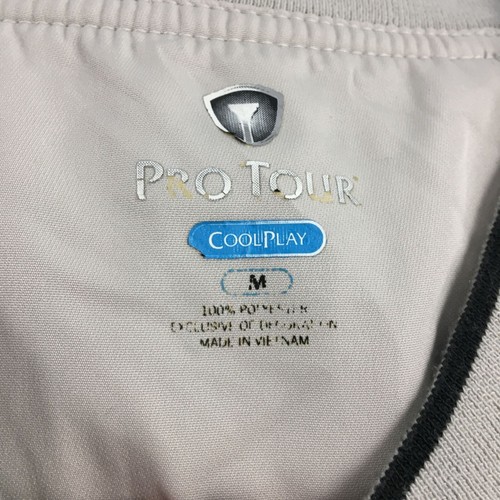 PRO TOUR
COOLPLAY
M
100% POLYESTER
EXCLUSIVE OF DECORATION
MADE IN VIETNAM